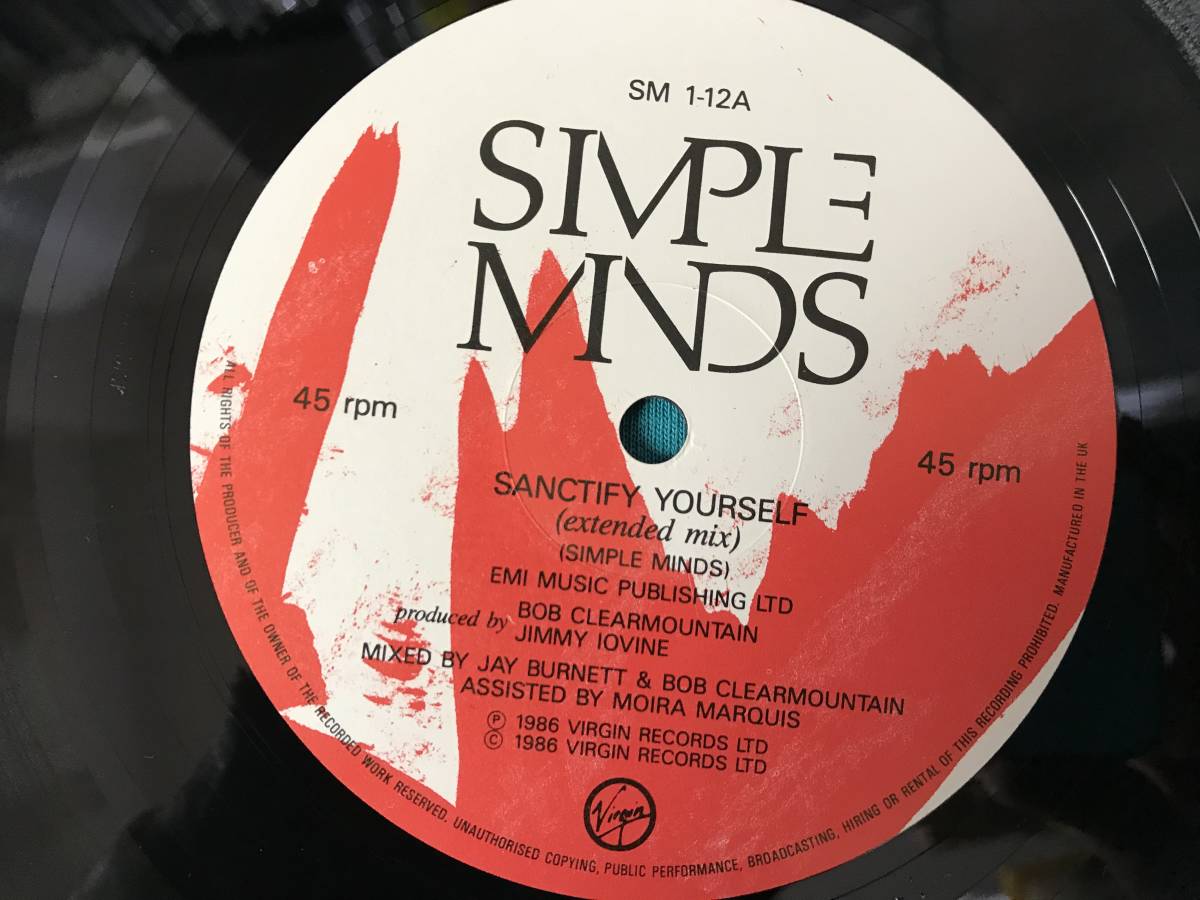 SM 1-12A
SIMPLE
MINDS
45 rpm
45 rpm
SANCTIFY YOURSELF
(extended mix)
(SIMPLE MINDS)
EMI MUSIC PUBLISHING LTD
produced by BOB CLEARMOUNTAIN
JIMMY IOVINE
MIXED BY JAY BURNETT & BOB CLEARMOUNTAIN
ASSISTED BY MOIRA MARQUIS
Ⓟ 1986 VIRGIN RECORDS LTD
© 1986 VIRGIN RECORDS LTD
Virgin
ALL RIGHTS OF THE PRODUCER AND OF THE OWNER OF THE RECORDED WORK RESERVED. UNAUTHORISED COPYING, PUBLIC PERFORMANCE, BROADCASTING, HIRING OR RENTAL OF THIS RECORDING PROHIBITED. MANUFACTURED IN THE UK